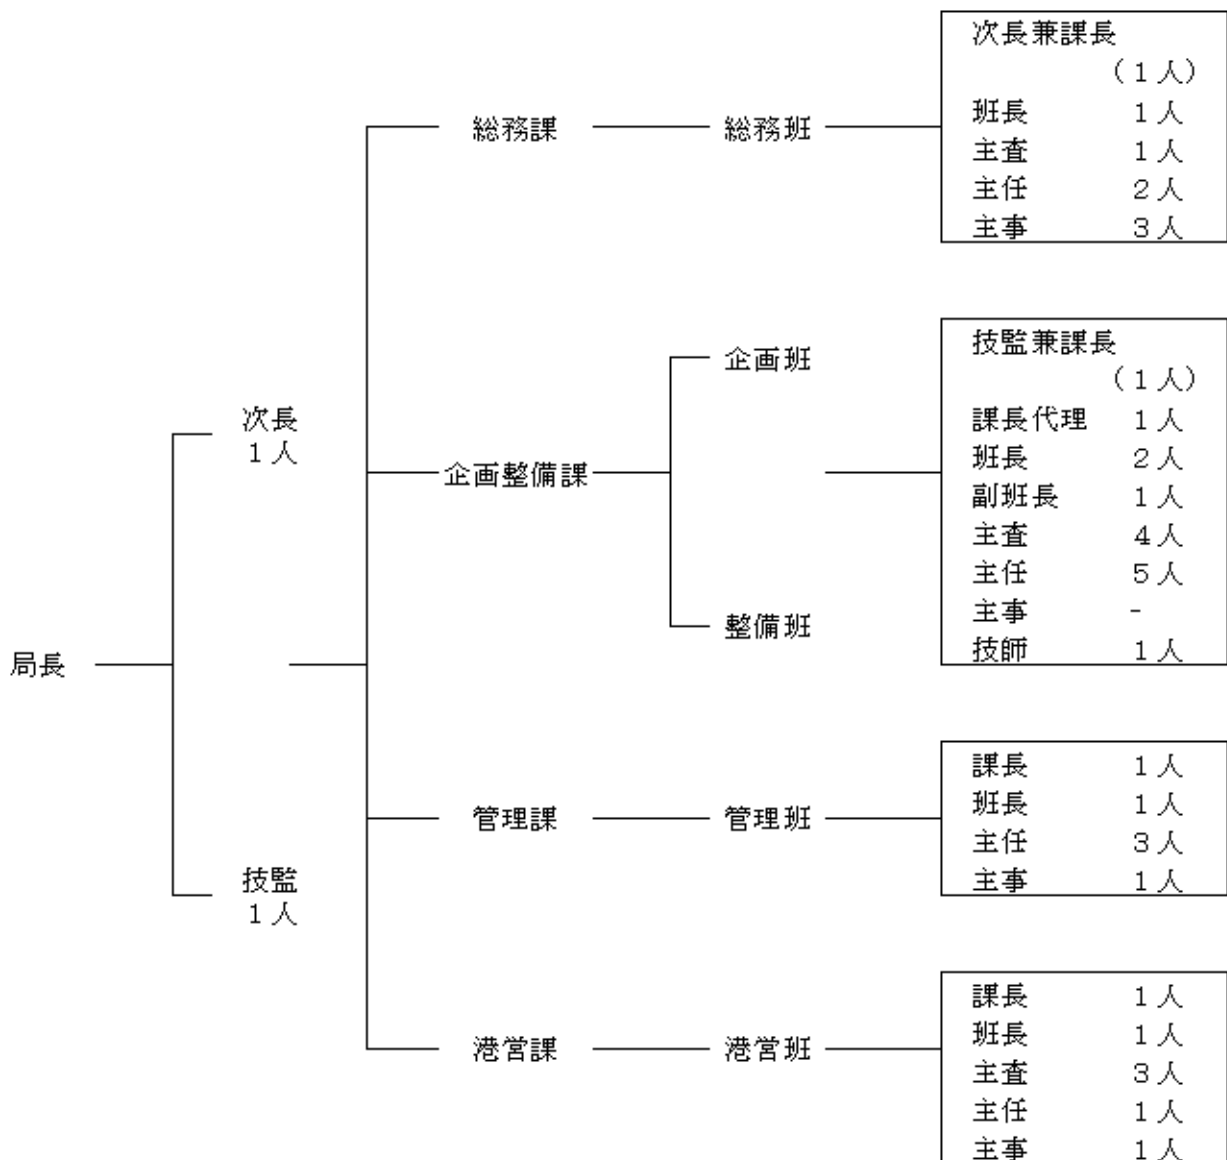 局長
次長
1人
技監
1人
総務課
総務班
次長兼課長
(1人)
班長 1人
主査 1人
主任 2人
主事 3人
企画整備課
企画班
整備班
技監兼課長
(1人)
課長代理 1人
班長 2人
副班長 1人
主査 4人
主任 5人
主事 -
技師 1人
管理課
管理班
課長 1人
班長 1人
主任 3人
主事 1人
港営課
港営班
課長 1人
班長 1人
主査 3人
主任 1人
主事 1人